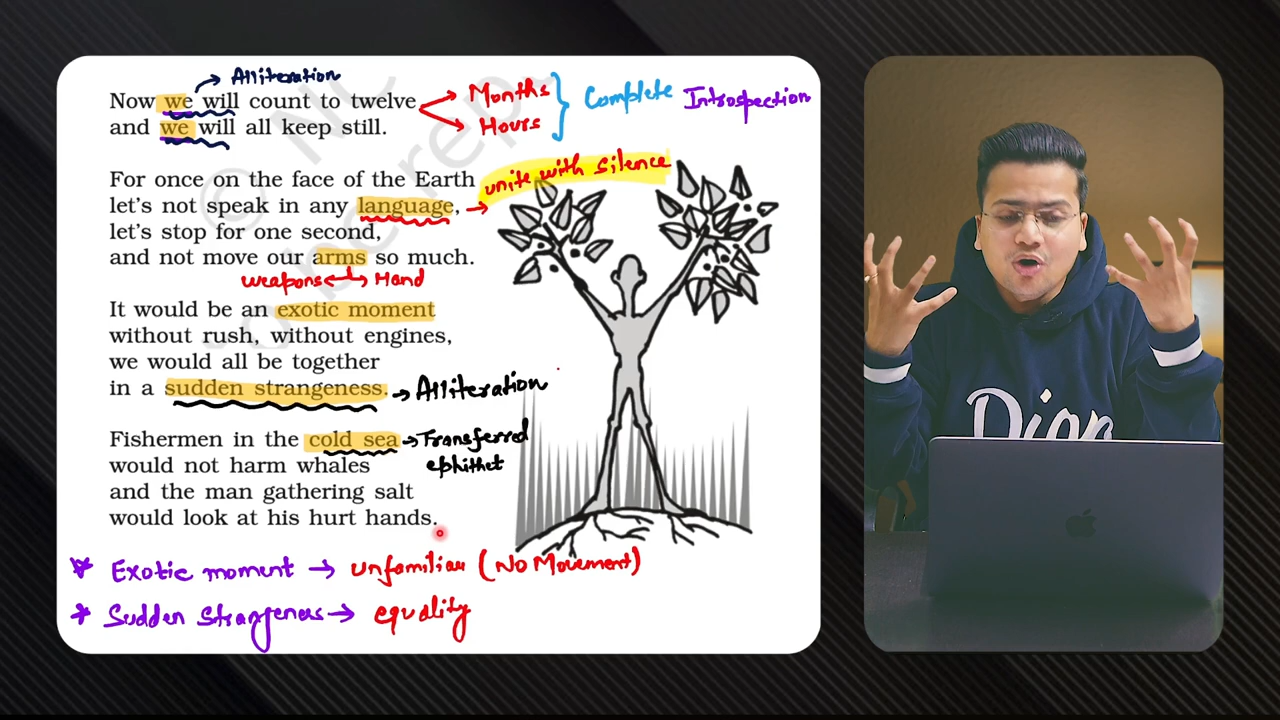 Alliteration
Now we will count to twelve
and we will all keep still.
Months
Hours
Complete Introspection
For once on the face of the Earth
let's not speak in any language,
let's stop for one second,
and not move our arms so much.
unite with silence
weapons Hand
It would be an exotic moment
without rush, without engines,
we would all be together
in a sudden strangeness.
Alliteration
Fishermen in the cold sea
would not harm whales
and the man gathering salt
would look at his hurt hands.
Transferred
ephithet
* Exotic moment → unfamiliar (No Movement)
* Sudden Strangeness → equality